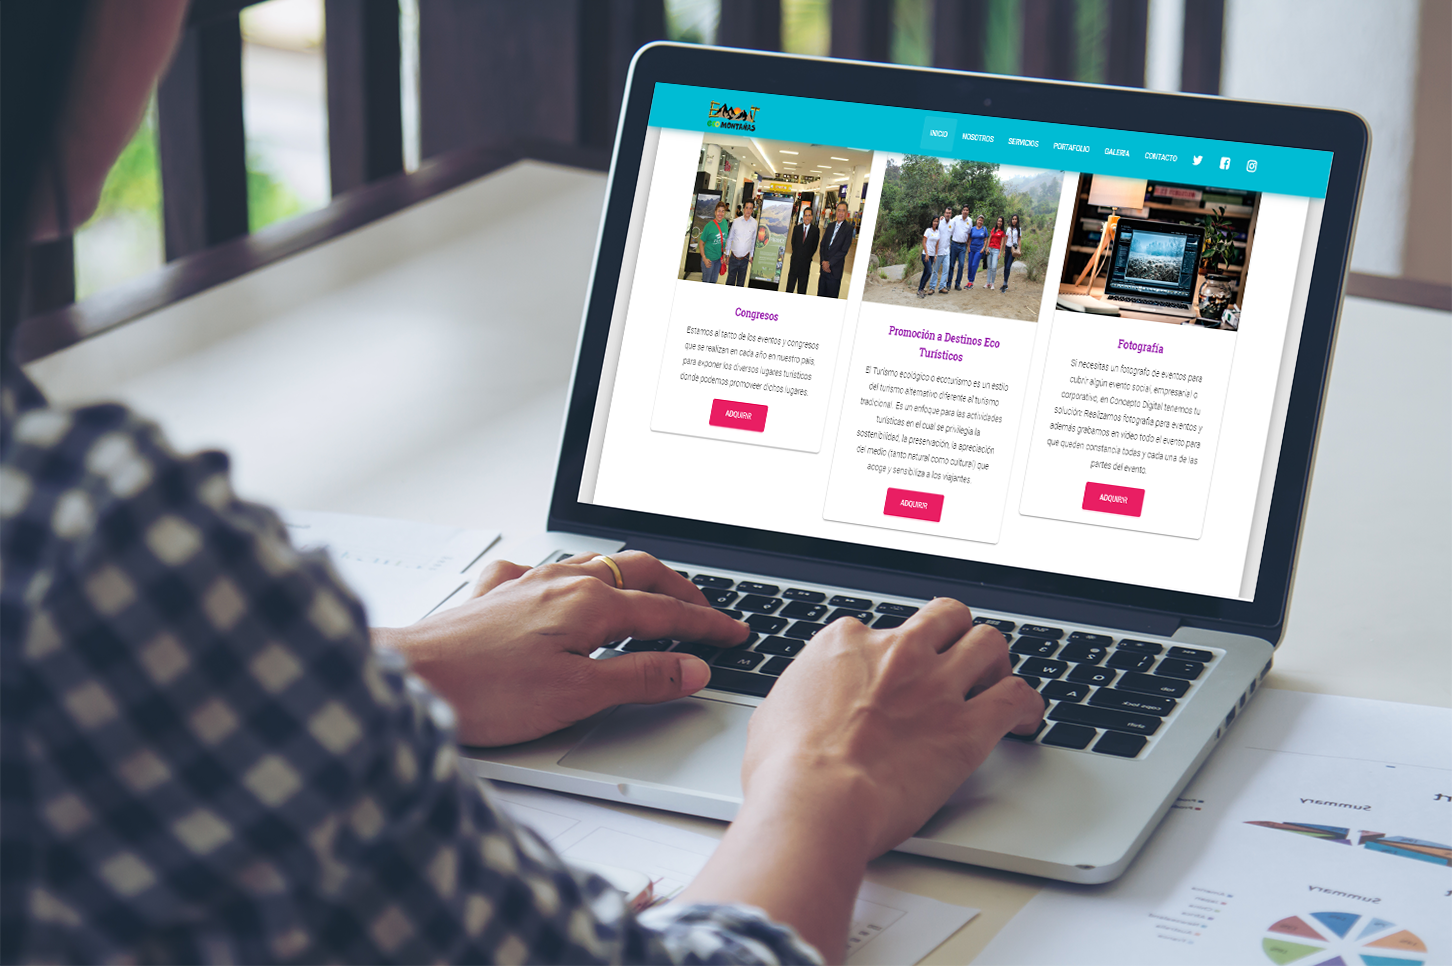 EMMAT
MONTAÑAS
INICIO
NOSOTROS
SERVICIOS
PORTAFOLIO
GALERIA
CONTACTO
Congresos
Estamos al tanto de los eventos y congresos
que se realizan en cada año en nuestro país,
para exponer los diversos lugares turísticos
donde podemos promoveer dichos lugares.
ADQUIRIR
Promoción a Destinos Eco
Turísticos
El Turismo ecológico o ecoturismo es un estilo
del turismo alternativo diferente al turismo
tradicional. Es un enfoque para las actividades
turísticas en el cual se privilegia la
sostenibilidad, la preservación, la apreciación
del medio (tanto natural como cultural) que
acoge y sensibiliza a los viajantes.
ADQUIRIR
Fotografía
Si necesitas un fotografo de eventos para
cubrir algún evento social, empresarial o
corporativo, en Concepto Digital tenemos tu
solución: Realizamos fotografía para eventos y
además grabamos en vídeo todo el evento para
que queden constancia todas y cada una de las
partes del evento.
ADQUIRIR
caps lock
Summary
Summary